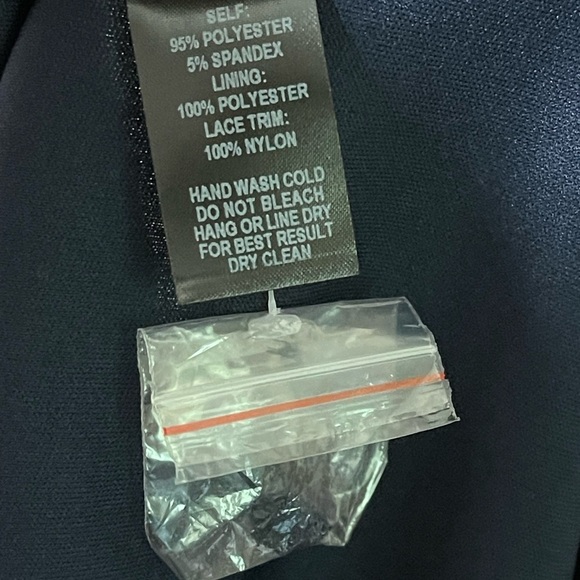 SELF:
95% POLYESTER
5% SPANDEX
LINING:
100% POLYESTER
LACE TRIM:
100% NYLON
HAND WASH COLD
DO NOT BLEACH
HANG OR LINE DRY
FOR BEST RESULT
DRY CLEAN